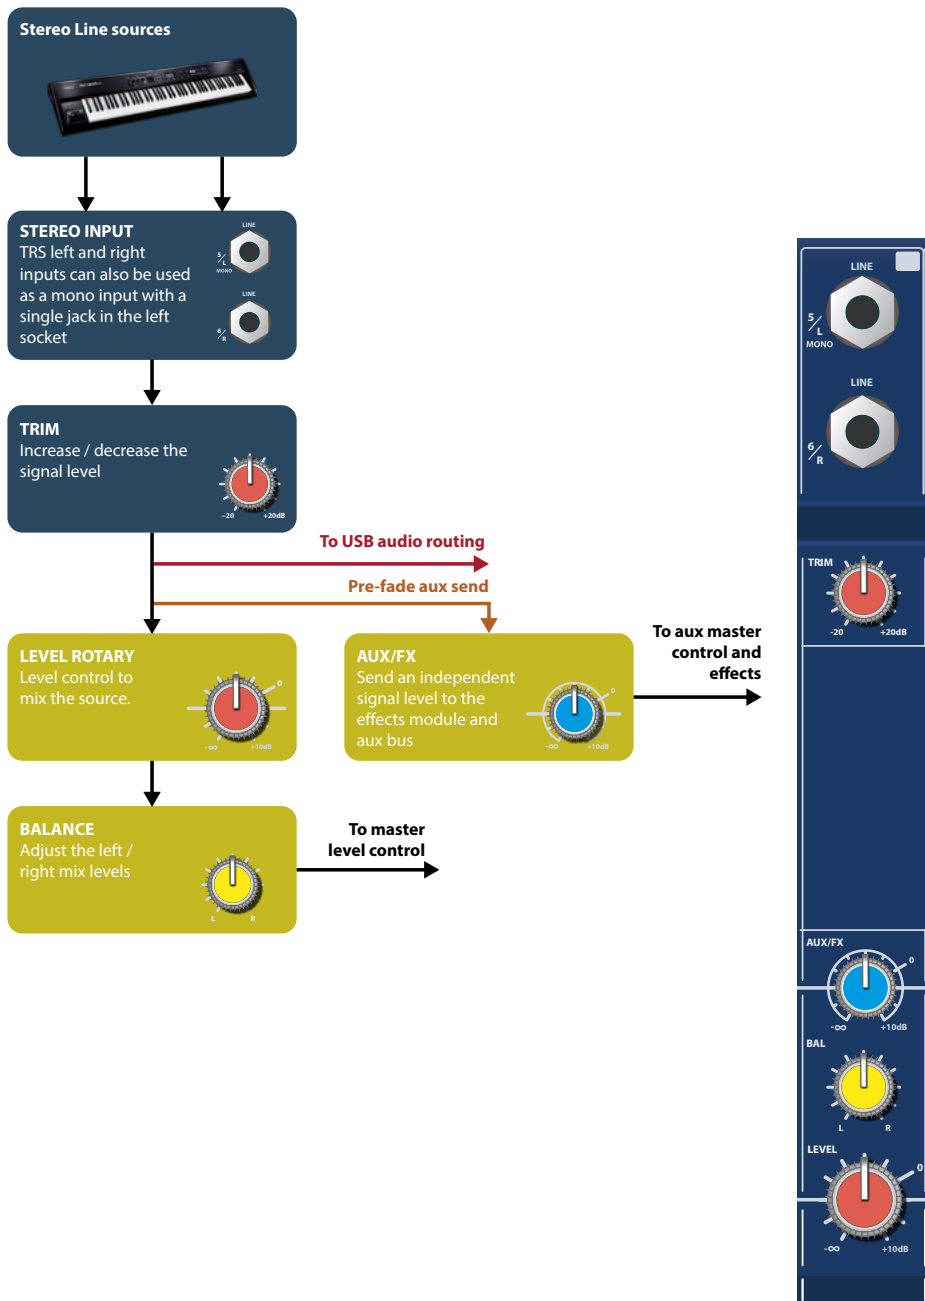 Stereo Line sources
STEREO INPUT
TRS left and right
inputs can also be used
as a mono input with a
single jack in the left
socket
LINE
5/L
MONO
LINE
6/R
TRIM
Increase / decrease the
signal level
-20 +20dB
To USB audio routing
Pre-fade aux send
LEVEL ROTARY
Level control to
mix the source.
0
-∞ +10dB
AUX/FX
Send an independent
signal level to the
effects module and
aux bus
0
-∞ +10dB
To aux master
control and
effects
BALANCE
Adjust the left /
right mix levels
L R
To master
level control
LINE
5/L
MONO
LINE
6/R
TRIM
-20 +20dB
AUX/FX
0
-∞ +10dB
BAL
L R
LEVEL
0
-∞ +10dB